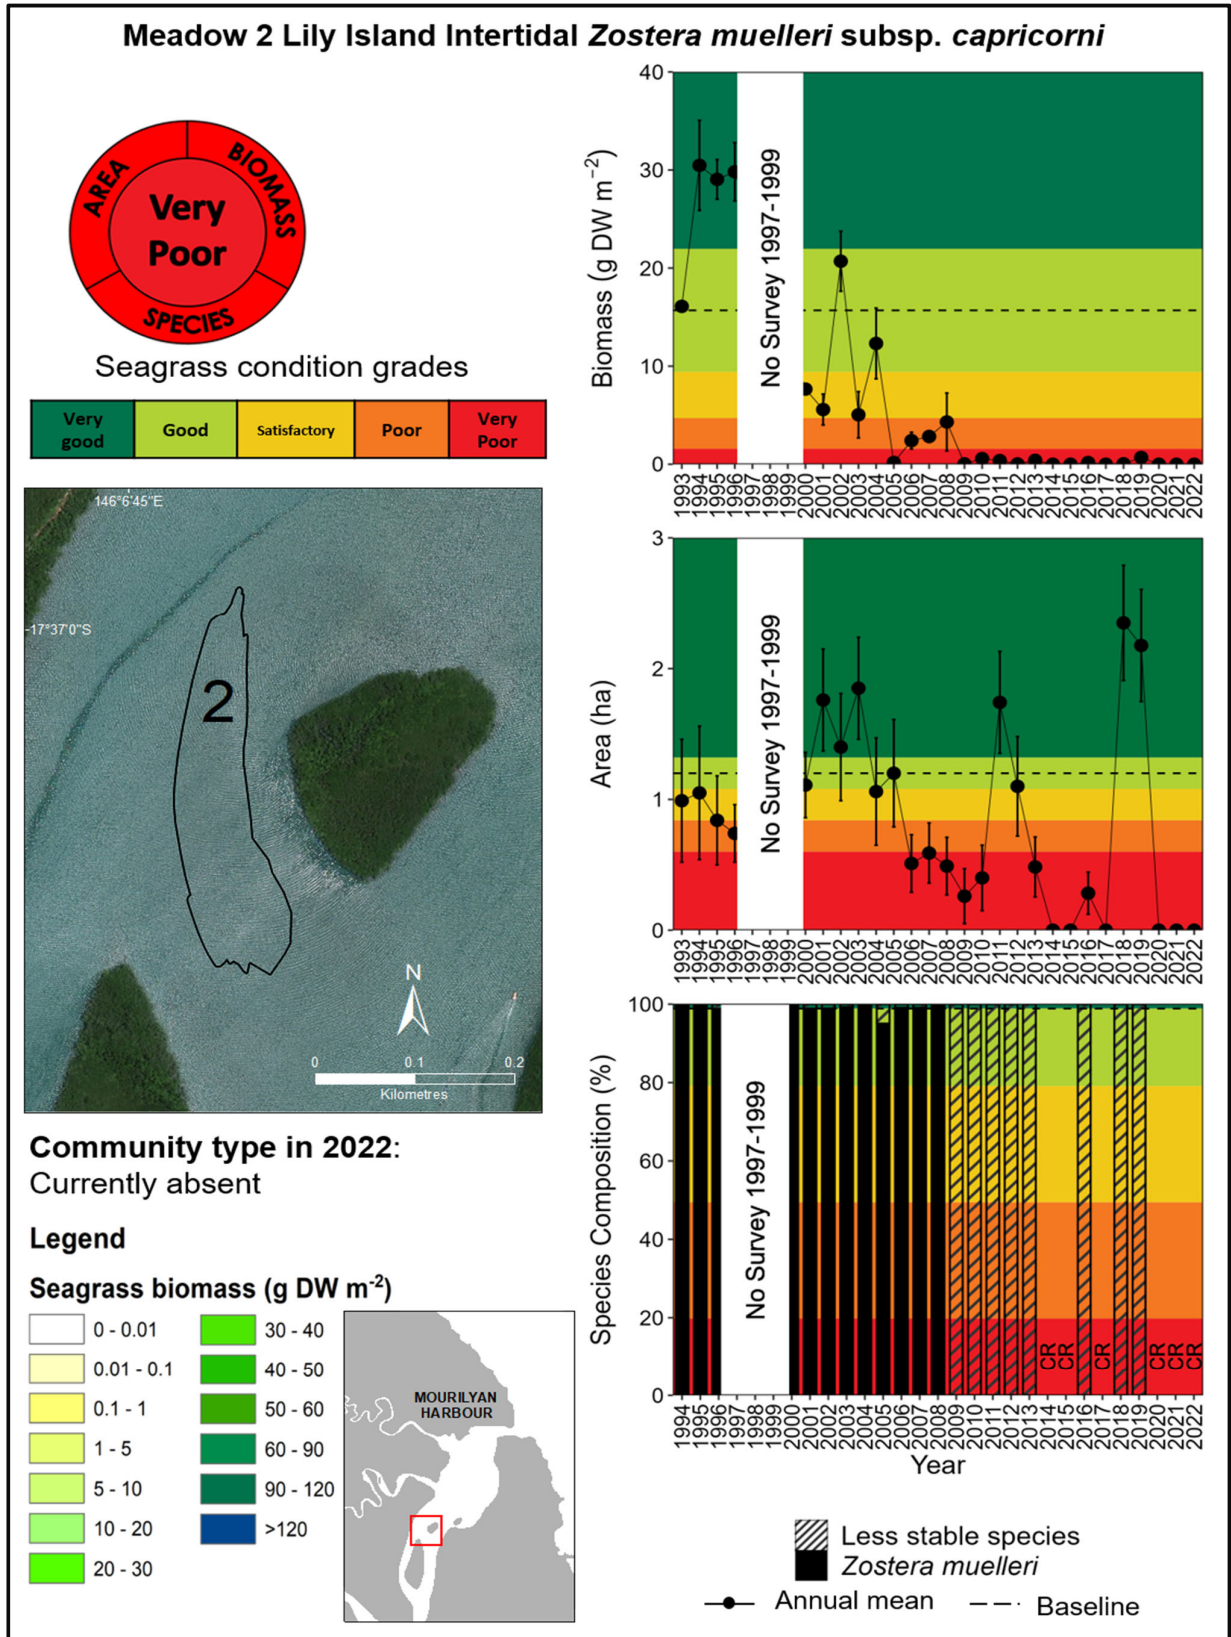 Meadow 2 Lily Island Intertidal Zostera muelleri subsp. capricorni
AREA
BIOMASS
SPECIES
Very
Poor
Seagrass condition grades
Very
good
Good
Satisfactory
Poor
Very
Poor
146°6'45"E
-17°37'0"S
2
N
0
0.1
0.2
Kilometres
Community type in 2022:
Currently absent
Legend
Seagrass biomass (g DW m-2)
0 - 0.01
0.01 - 0.1
0.1 - 1
1 - 5
5 - 10
10 - 20
20 - 30
30 - 40
40 - 50
50 - 60
60 - 90
90 - 120
>120
MOURILYAN
HARBOUR
Biomass (g DW m−2)
40
30
20
10
0
No Survey 1997-1999
1993 1994 1995 1996 1997 1998 1999 2000 2001 2002 2003 2004 2005 2006 2007 2008 2009 2010 2011 2012 2013 2014 2015 2016 2017 2018 2019 2020 2021 2022
Area (ha)
3
2
1
0
No Survey 1997-1999
1993 1994 1995 1996 1997 1998 1999 2000 2001 2002 2003 2004 2005 2006 2007 2008 2009 2010 2011 2012 2013 2014 2015 2016 2017 2018 2019 2020 2021 2022
Species Composition (%)
100
80
60
40
20
0
No Survey 1997-1999
CR CR CR CR CR CR
1994 1995 1996 1997 1998 1999 2000 2001 2002 2003 2004 2005 2006 2007 2008 2009 2010 2011 2012 2013 2014 2015 2016 2017 2018 2019 2020 2021 2022
Year
Less stable species
Zostera muelleri
Annual mean
Baseline